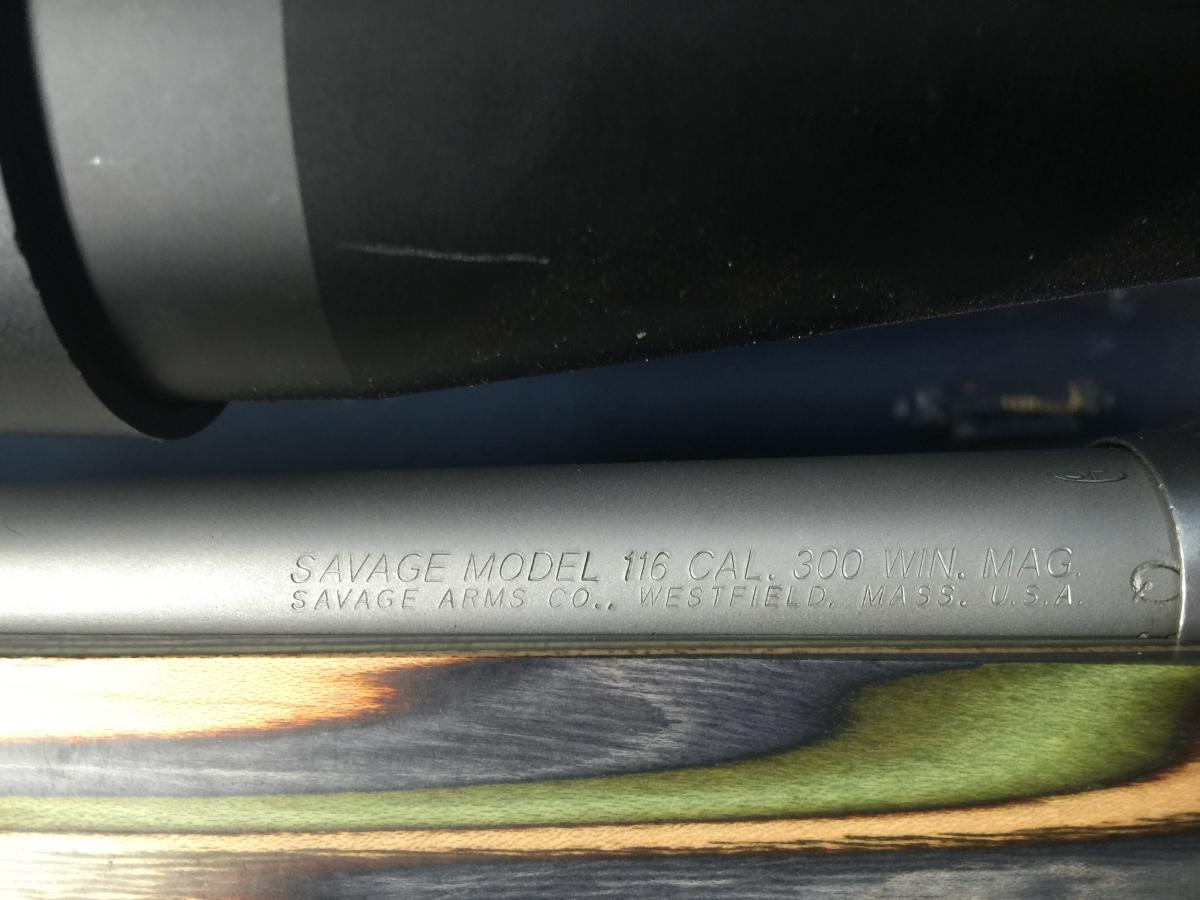 SAVAGE MODEL 116 CAL. 300 WIN. MAG.
SAVAGE ARMS CO., WESTFIELD, MASS. U.S.A.